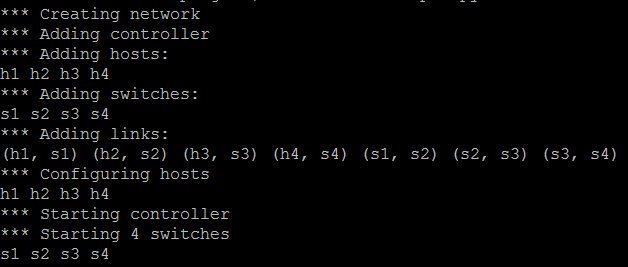 *** Creating network
*** Adding controller
*** Adding hosts:
h1 h2 h3 h4
*** Adding switches:
s1 s2 s3 s4
*** Adding links:
(h1, s1) (h2, s2) (h3, s3) (h4, s4) (s1, s2) (s2, s3) (s3, s4)
*** Configuring hosts
h1 h2 h3 h4
*** Starting controller
*** Starting 4 switches
s1 s2 s3 s4